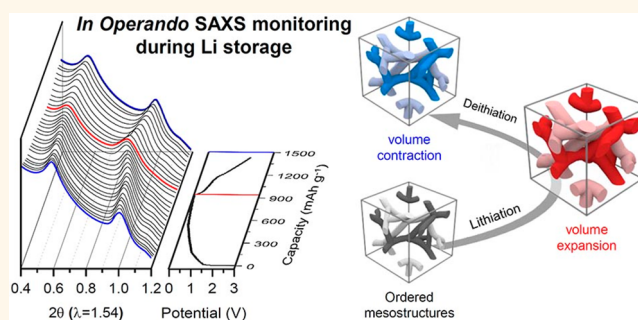 In Operando SAXS monitoring
during Li storage
0.4 0.6 0.8 1.0 1.2
2θ (λ=1.54)
0 1 2 3
Potential (V)
0
300
600
900
1200
1500
Capacity (mAh g⁻¹)
volume
contraction
Deithiation
Lithiation
volume
expansion
Ordered
mesostructures